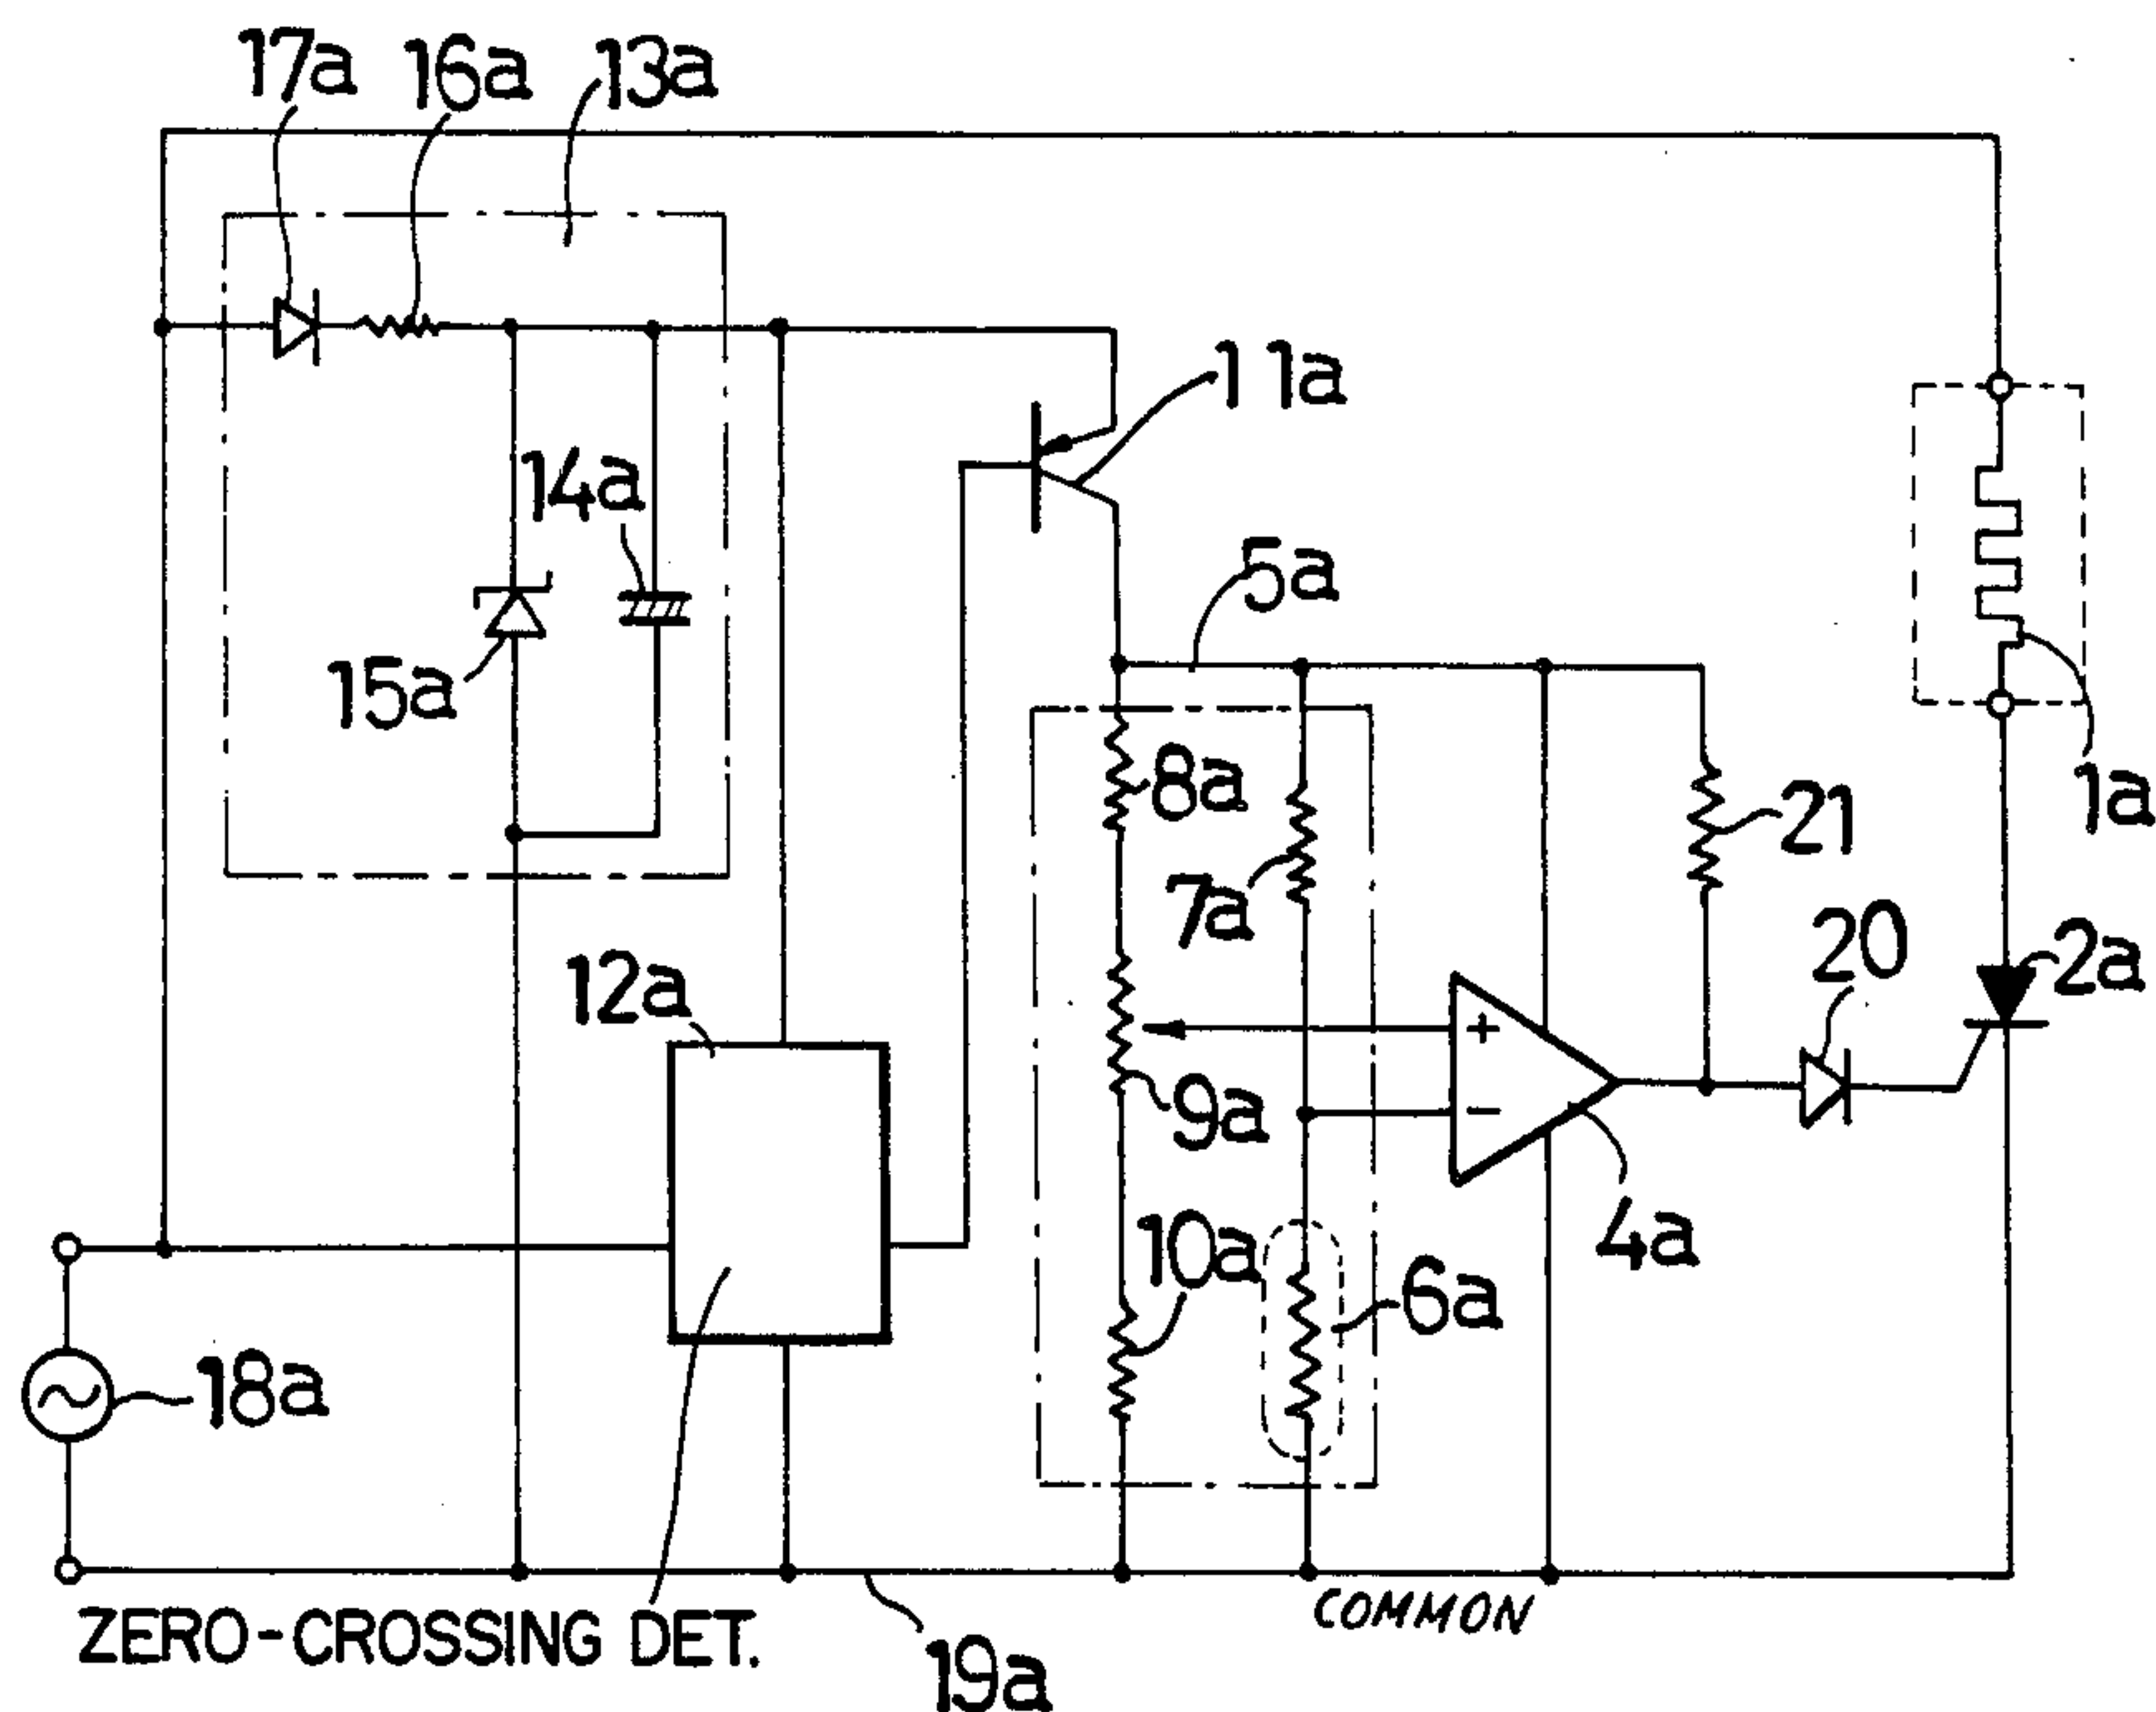 17a 16a 13a
11a
14a
5a
15a
8a
1a
21
7a
20
2a
12a
+
9a
−
4a
10a
6a
18a
COMMON
ZERO-CROSSING DET.
19a